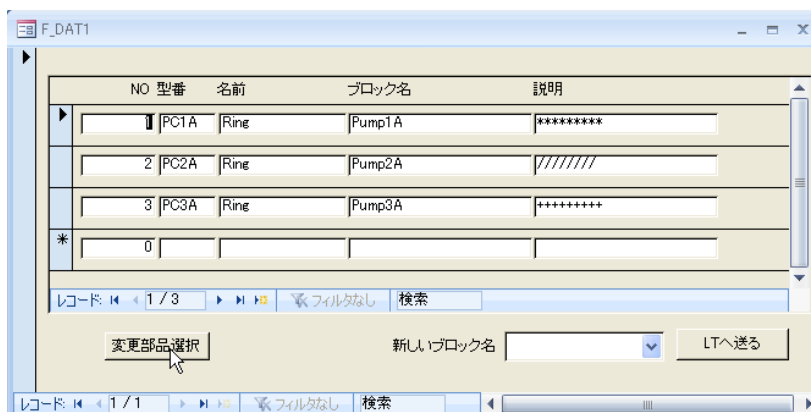 F_DAT1
NO 型番 名前 ブロック名 説明
1 PC1A Ring Pump1A *********
2 PC2A Ring Pump2A ////////
3 PC3A Ring Pump3A +++++++++
* 0
レコード: 1 / 3 フィルタなし 検索
変更部品選択 新しいブロック名 LTへ送る
レコード: 1 / 1 フィルタなし 検索